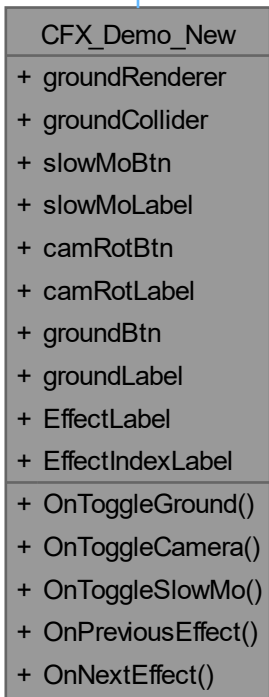 CFX_Demo_New
+ groundRenderer
+ groundCollider
+ slowMoBtn
+ slowMoLabel
+ camRotBtn
+ camRotLabel
+ groundBtn
+ groundLabel
+ EffectLabel
+ EffectIndexLabel
+ OnToggleGround()
+ OnToggleCamera()
+ OnToggleSlowMo()
+ OnPreviousEffect()
+ OnNextEffect()